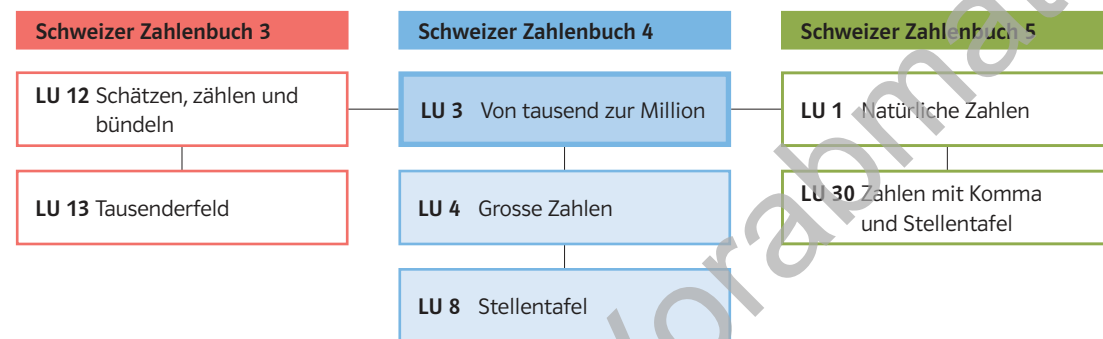 Schweizer Zahlenbuch 3
Schweizer Zahlenbuch 4
Schweizer Zahlenbuch 5
LU 12 Schätzen, zählen und
bündeln
LU 3 Von tausend zur Million
LU 1 Natürliche Zahlen
LU 13 Tausenderfeld
LU 4 Grosse Zahlen
LU 30 Zahlen mit Komma
und Stellentafel
LU 8 Stellentafel